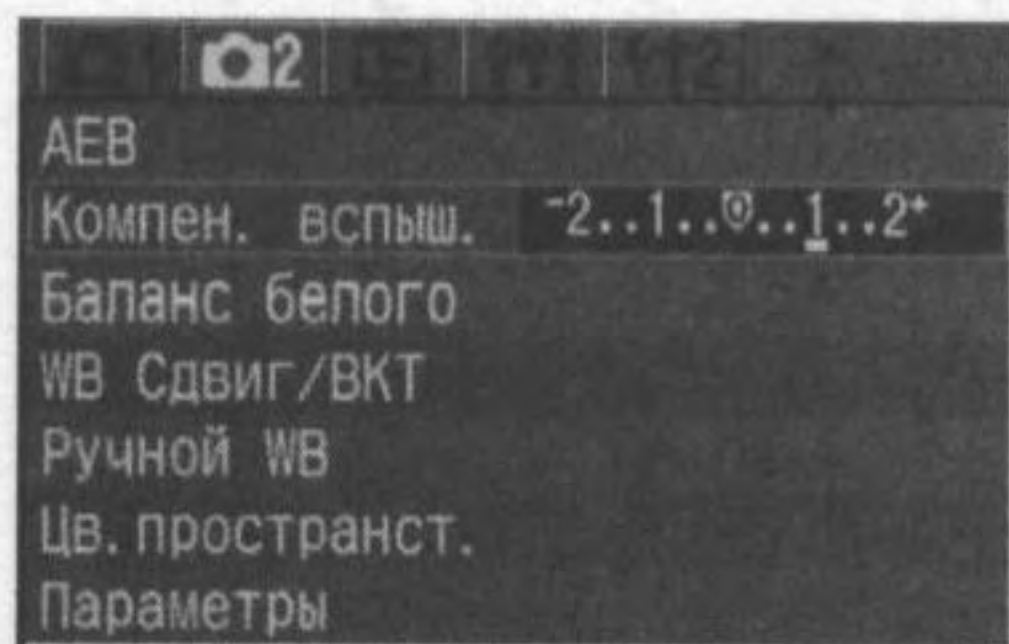 2
AEB
Компен. вспыш. -2..1..0..1..2+
Баланс белого
WB Сдвиг/BKT
Ручной WB
Цв.пространст.
Параметры